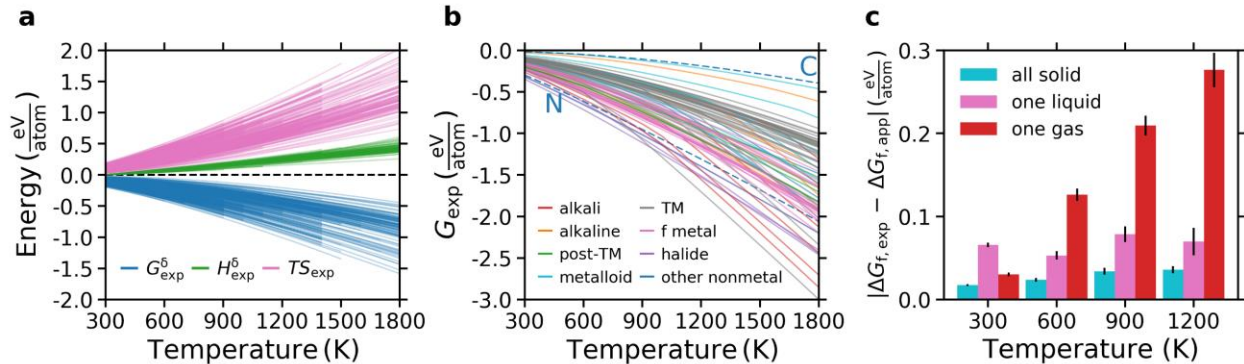 a
Energy (eV/atom)
2.0
1.5
1.0
0.5
0.0
-0.5
-1.0
-1.5
-2.0
G^δ_exp H^δ_exp TS_exp
300 600 900 1200 1500 1800
Temperature (K)
b
G_exp (eV/atom)
0.0
-0.5
-1.0
-1.5
-2.0
-2.5
-3.0
C
N
alkali
alkaline
post-TM
metalloid
TM
f metal
halide
other nonmetal
300 600 900 1200 1500 1800
Temperature (K)
c
|ΔG_f,exp − ΔG_f,app| (eV/atom)
0.3
0.2
0.1
0.0
all solid
one liquid
one gas
300 600 900 1200
Temperature (K)